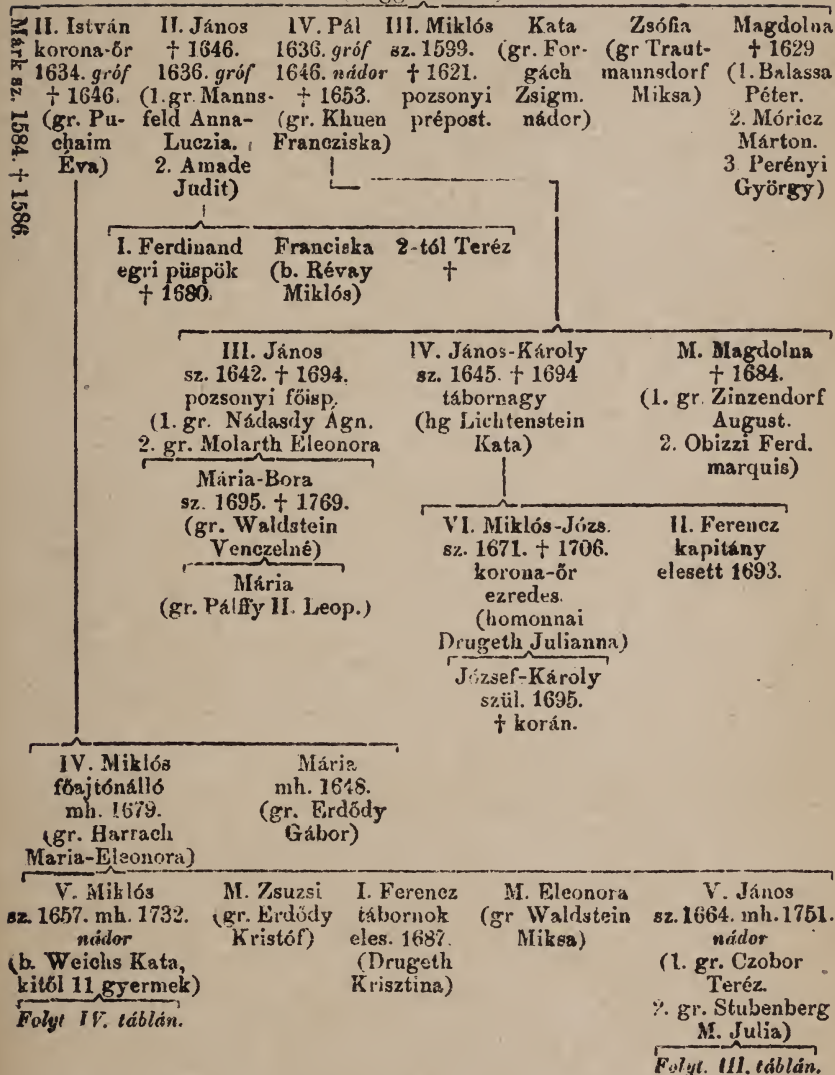 Márk sz. 1584. † 1586.
II. István
korona-őr
1634. gróf
† 1646.
(gr. Pu-
chaim
Éva)
II. János
† 1646.
1636. gróf
(1.gr. Manns-
feld Anna-
Luczia.
2. Amade
Judit)
IV. Pál
1636. gróf
1646. nádor
† 1653.
(gr. Khuen
Francziska)
III. Miklós
sz. 1599.
† 1621.
pozsonyi
prépost.
Kata
(gr. For-
gách
Zsigm.
nádor)
Zsófia
(gr Traut-
mannsdorf
Miksa)
Magdolna
† 1629
(1. Balassa
Péter.
2. Móricz
Márton.
3 Perényi
György)
I. Ferdinand
egri püspök
† 1680.
Franciska
(b. Révay
Miklós)
2-tól Teréz
†
III. János
sz. 1642. † 1694.
pozsonyi főisp.
(1. gr. Nádasdy Ágn.
2. gr. Molarth Eleonora
IV. János-Károly
sz. 1645. † 1694
tábornagy
(hg Lichtenstein
Kata)
M. Magdolna
† 1684.
(1. gr. Zinzendorf
August.
2. Obizzi Ferd.
marquis)
Mária-Bora
sz. 1695. † 1769.
(gr. Waldstein
Venczelné)
Mária
(gr. Pálffy II. Leop.)
VI. Miklós-Józs.
sz. 1671. † 1706.
korona-őr
ezredes.
(homonnai
Drugeth Julianna)
II. Ferencz
kapitány
elesett 1693.
József-Károly
szül. 1695.
† korán.
IV. Miklós
főajtónálló
mh. 1679.
(gr. Harrach
Maria-Eleonora)
Mária
mh. 1648.
(gr. Erdődy
Gábor)
V. Miklós
sz. 1657. mh. 1732.
nádor
(b. Weichs Kata,
kitől 11 gyermek)
Folyt IV. táblán.
M. Zsuzsi
(gr. Erdődy
Kristóf)
I. Ferencz
tábornok
eles. 1687.
(Drugeth
Krisztina)
M. Eleonora
(gr Waldstein
Miksa)
V. János
sz. 1664. mh. 1751.
nádor
(1. gr. Czobor
Teréz.
2. gr. Stubenberg
M. Julia)
Folyt. III. táblán.